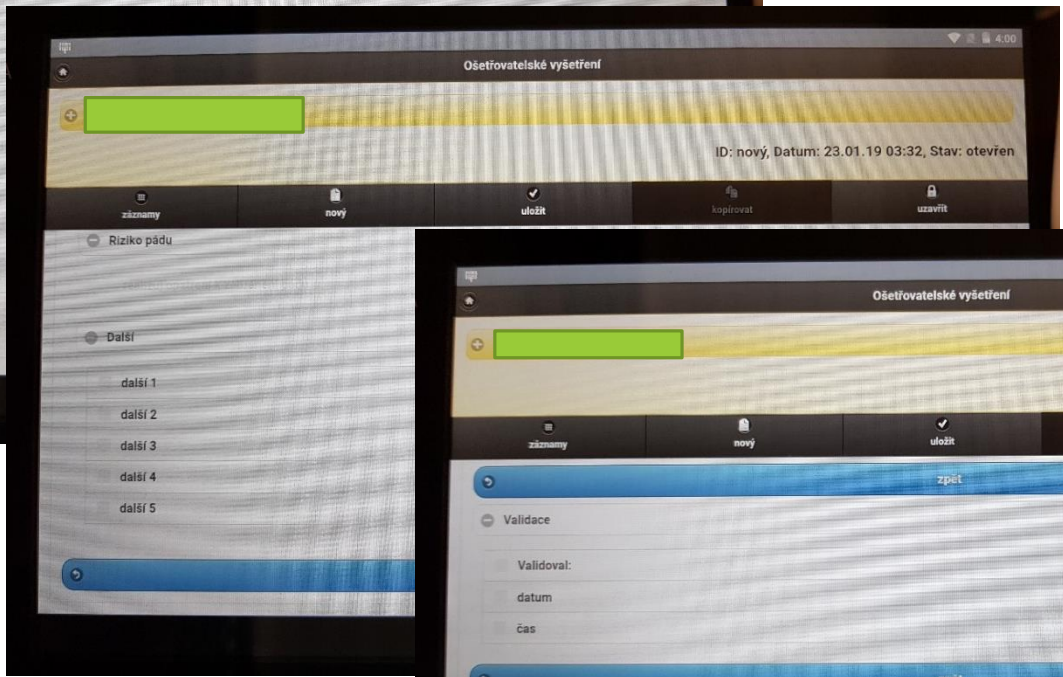 4.00
Ošetřovatelské vyšetření
ID: nový, Datum: 23.01.19 03:32, Stav: otevřen
záznamy nový uložit kopírovat uzavřít
Riziko pádu
Další
další 1
další 2
další 3
další 4
další 5
Ošetřovatelské vyšetření
záznamy nový uložit
zpět
Validace
Validoval:
datum
čas